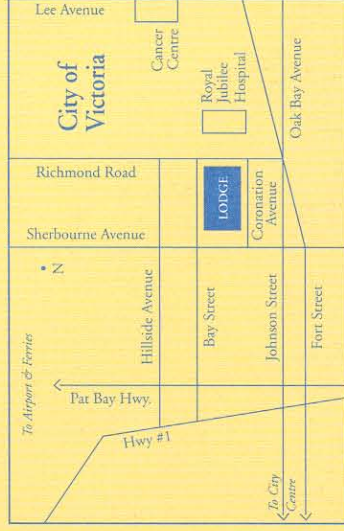 Lee Avenue
City of
Victoria
Cancer
Centre
Royal
Jubilee
Hospital
Oak Bay Avenue
Richmond Road
Sherbourne Avenue
LODGE
Coronation
Avenue
• N
Hillside Avenue
Bay Street
Johnson Street
Fort Street
To Airport & Ferries
Pat Bay Hwy.
Hwy #1
To City
Centre